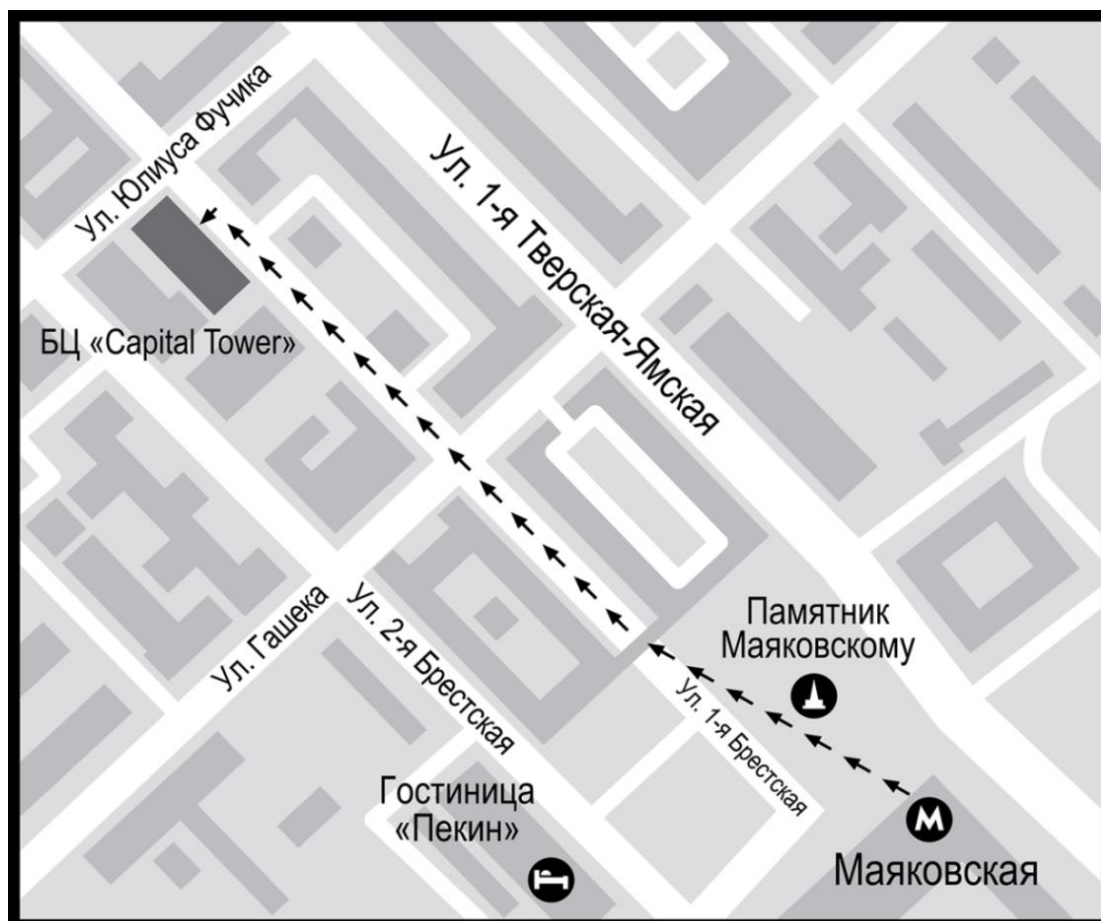 Ул. Юлиуса Фучика
Ул. 1-я Тверская-Ямская
БЦ «Capital Tower»
Ул. Гашека
Ул. 2-я Брестская
Памятник
Маяковскому
Ул. 1-я Брестская
Гостиница
«Пекин»
М
Маяковская